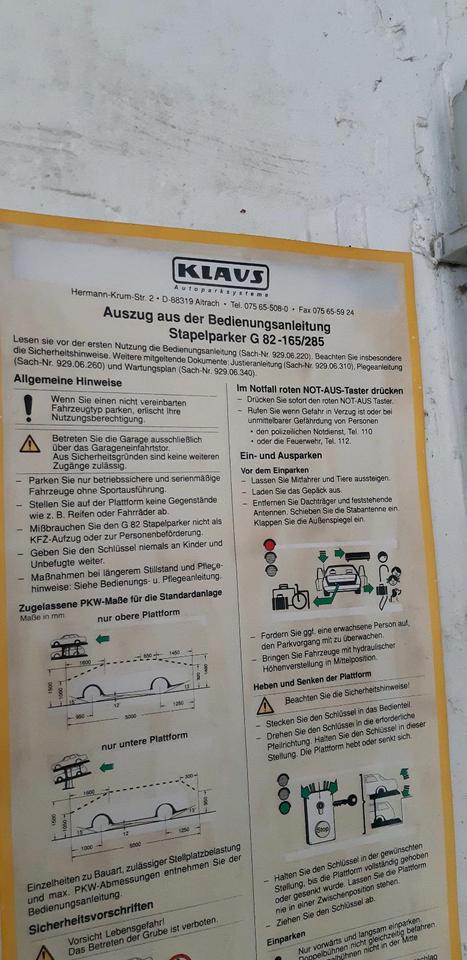 KLAUS
Autoparksysteme
Hermann-Krum-Str. 2 • D-88319 Aitrach • Tel. 075 65-508-0 • Fax 075 65-59 24
Auszug aus der Bedienungsanleitung
Stapelparker G 82-165/285
Lesen sie vor der ersten Nutzung die Bedienungsanleitung (Sach-Nr. 929.06.220). Beachten Sie insbesondere
die Sicherheitshinweise. Weitere mitgeltende Dokumente: Justieranleitung (Sach-Nr. 929.06.310), Plegeanleitung
(Sach-Nr. 929.06.260) und Wartungsplan (Sach-Nr. 929.06.340).
Allgemeine Hinweise
Wenn Sie einen nicht vereinbarten
Fahrzeugtyp parken, erlischt Ihre
Nutzungsberechtigung.
Betreten Sie die Garage ausschließlich
über das Garageneinfahrtstor.
Aus Sicherheitsgründen sind keine weiteren
Zugänge zulässig.
– Parken Sie nur betriebssichere und serienmäßige
Fahrzeuge ohne Sportausführung.
– Stellen Sie auf der Plattform keine Gegenstände
wie z. B. Reifen oder Fahrräder ab.
– Mißbrauchen Sie den G 82 Stapelparker nicht als
KFZ-Aufzug oder zur Personenbeförderung.
– Geben Sie den Schlüssel niemals an Kinder und
Unbefugte weiter.
– Maßnahmen bei längerem Stillstand und Pflege-
hinweise: Siehe Bedienungs- u. Pflegeanleitung.
Zugelassene PKW-Maße für die Standardanlage
Maße in mm
nur obere Plattform
1600 650 1450
1500 1000
15° 12° 13°
950 1250
5000
nur untere Plattform
1600 300
1650 1050 950
15° 12° 13°
1000 1250
5000
Einzelheiten zu Bauart, zulässiger Stellplatzbelastung
und max. PKW-Abmessungen entnehmen Sie der
Bedienungsanleitung.
Sicherheitsvorschriften
Vorsicht Lebensgefahr!
Das Betreten der Grube ist verboten.
Im Notfall roten NOT-AUS-Taster drücken
– Drücken Sie sofort den roten NOT-AUS Taster.
– Rufen Sie wenn Gefahr in Verzug ist oder bei
unmittelbarer Gefährdung von Personen
• den polizeilichen Notdienst, Tel. 110
• oder die Feuerwehr, Tel. 112.
Ein- und Ausparken
Vor dem Einparken
– Lassen Sie Mitfahrer und Tiere aussteigen.
– Laden Sie das Gepäck aus.
– Entfernen Sie Dachträger und feststehende
Antennen. Schieben Sie die Stabantenne ein.
Klappen Sie die Außenspiegel ein.
– Fordern Sie ggf. eine erwachsene Person auf,
den Parkvorgang mit zu überwachen.
– Bringen Sie Fahrzeuge mit hydraulischer
Höhenverstellung in Mittelposition.
Heben und Senken der Plattform
Beachten Sie die Sicherheitshinweise!
– Stecken Sie den Schlüssel in das Bedienteil.
– Drehen Sie den Schlüssel in die erforderliche
Pfeilrichtung. Halten Sie den Schlüssel in dieser
Stellung. Die Plattform hebt oder senkt sich.
Stop
– Halten Sie den Schlüssel in der gewünschten
Stellung, bis die Plattform vollständig gehoben
oder gesenkt wurde. Lassen Sie die Plattform
nie in einer Zwischenposition stehen.
– Ziehen Sie den Schlüssel ab.
Einparken
Nur vorwärts und langsam einparken.
Doppelbühnen nicht gleichzeitig befahren.